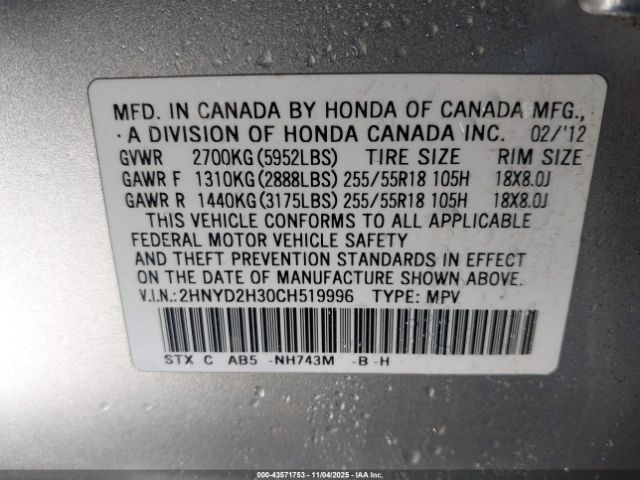 MFD. IN CANADA BY HONDA OF CANADA MFG.,
A DIVISION OF HONDA CANADA INC. 02/'12
GVWR 2700KG(5952LBS) TIRE SIZE RIM SIZE
GAWR F 1310KG(2888LBS) 255/55R18 105H 18X8.0J
GAWR R 1440KG(3175LBS) 255/55R18 105H 18X8.0J
THIS VEHICLE CONFORMS TO ALL APPLICABLE
FEDERAL MOTOR VEHICLE SAFETY
AND THEFT PREVENTION STANDARDS IN EFFECT
ON THE DATE OF MANUFACTURE SHOWN ABOVE.
V.I.N.:2HNYD2H30CH519996 TYPE: MPV
STX C AB5 -NH743M -B -H
000-43571753 - 11/04/2025 - IAA Inc.